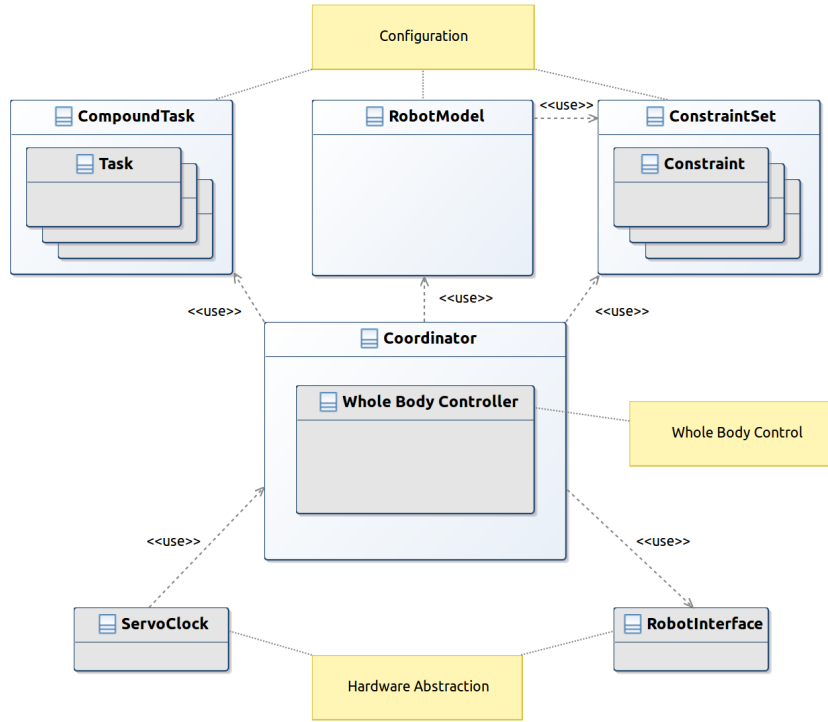 Configuration
CompoundTask
RobotModel
<<use>>
ConstraintSet
Task
Constraint
<<use>>
<<use>>
<<use>>
Coordinator
Whole Body Controller
Whole Body Control
<<use>>
<<use>>
ServoClock
RobotInterface
Hardware Abstraction